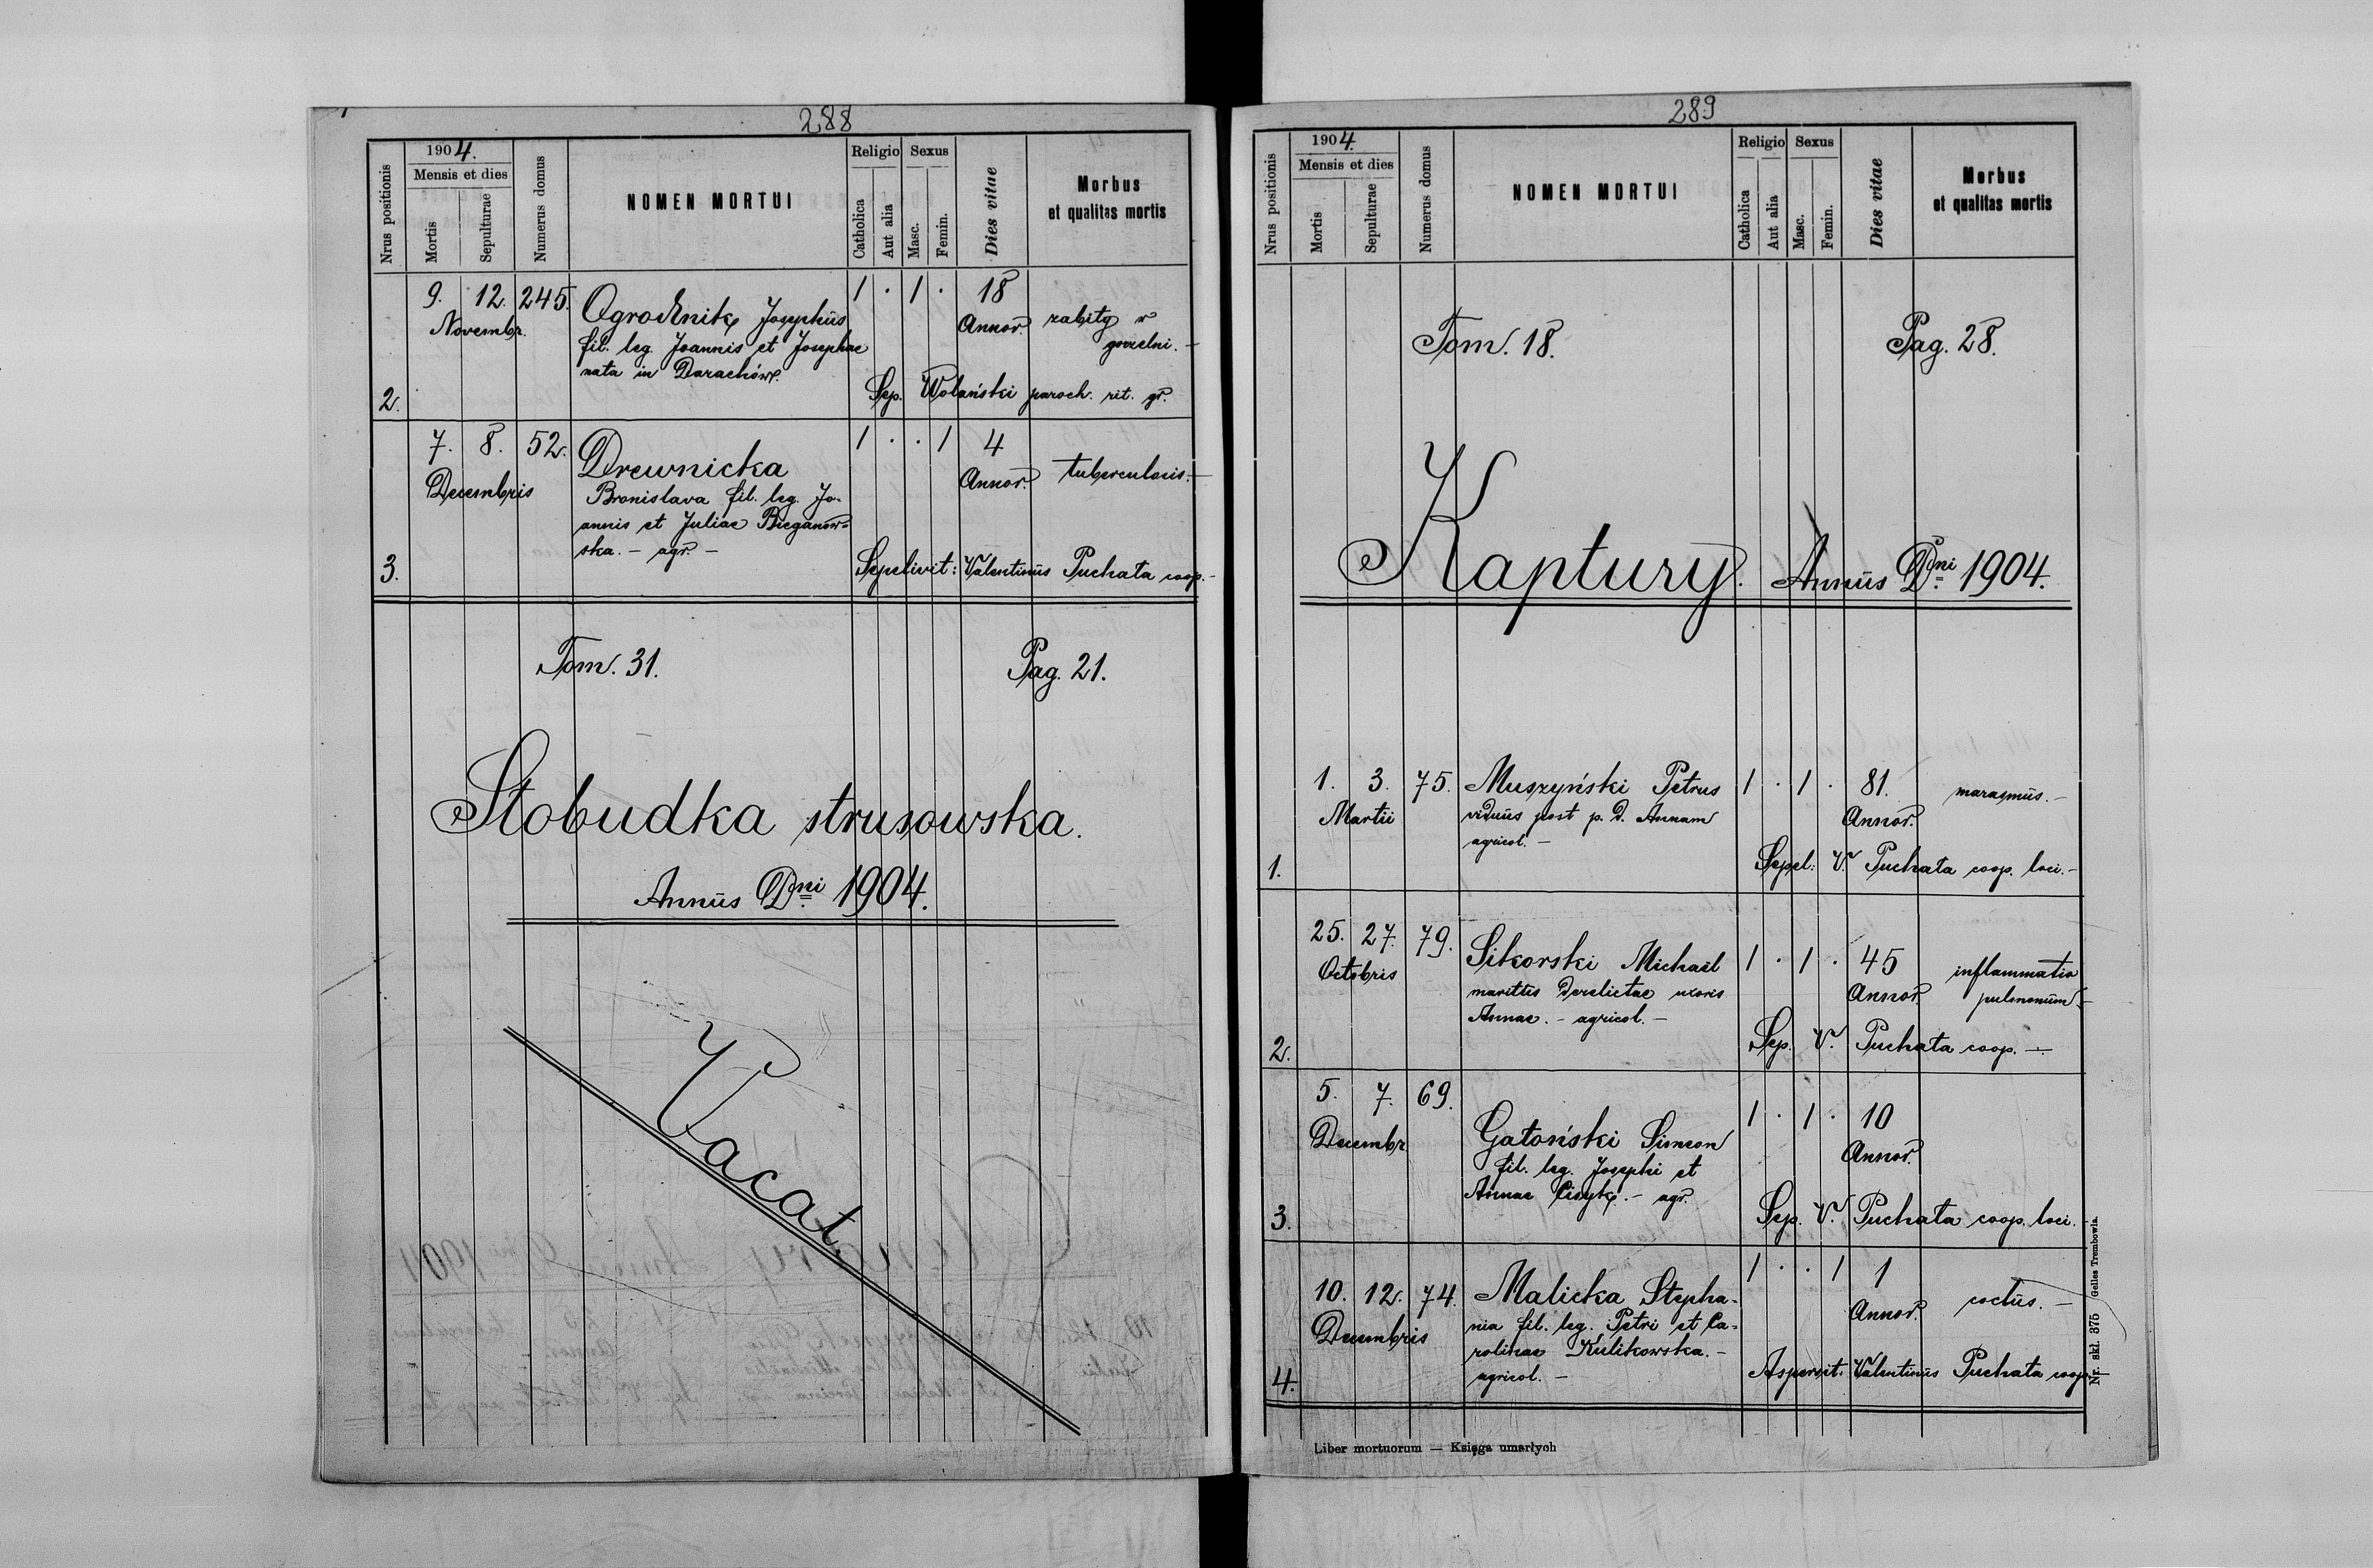 288
Nrus positionis
1904.
Mensis et dies
Mortis
Sepulturae
Numerus domus
NOMEN MORTUI
Religio
Catholica
Aut alia
Sexus
Masc.
Femin.
Dies vitae
Morbus
et qualitas mortis
9. 12. 245. 1 . 1 . 18
Novembr.
Ogrodnik Josephus
fil. leg. Joannis et Josephae
nata in Darachów.
Annor. zabity w
gorzelni. -
2. Sep. Wolański paroch. rit. gr.
7. 8. 52. 1 . . 1 4
Decembris
Drewnicka
Bronislava fil. leg. Jo-
annis et Juliae Bieganow=
ska. - agr. -
Annor. tuberculosis. -
3. Sepelivit: Valentinus Puchata coop. -
Tom. 31. Pag. 21.
Stobudka strusowska.
Annus Dni 1904.
Vacat.
289
Nrus positionis
1904.
Mensis et dies
Mortis
Sepulturae
Numerus domus
NOMEN MORTUI
Religio
Catholica
Aut alia
Sexus
Masc.
Femin.
Dies vitae
Morbus
et qualitas mortis
Tom. 18. Pag. 28.
Kaptury. Annus Dni 1904.
1. 3. 75. Muszyński Petrus 1 . 1 . 81. marasmus. -
Martii viduus post p. d. Annam Annor.
agricol. -
1. Sepel: V. Puchata coop. loci. -
25. 27. 79. Sikorski Michaël 1 . 1 . 45 inflammatio
Octobris maritus derelictae uxoris Annor. pulmonum. -
Annae. - agricol. -
2. Sep. V. Puchata coop. -
5. 7. 69. 1 . 1 . 10
Decembr. Gatoński Simeon Annor.
fil. leg. Josephi et
Annae Cisyk. - agr.
3. Sep. V. Puchata coop. loci. -
10. 12. 74. Malicka Stepha- 1 . . 1 1 coctus. -
Decembris nia fil. leg. Petri et Ca= Annor.
rolinae Kulikowska. -
agricol. -
4. Aspersit: Valentinus Puchata coop.
Liber mortuorum — Księga umarłych
Nr. skł. 375 Gelles Trembowla.